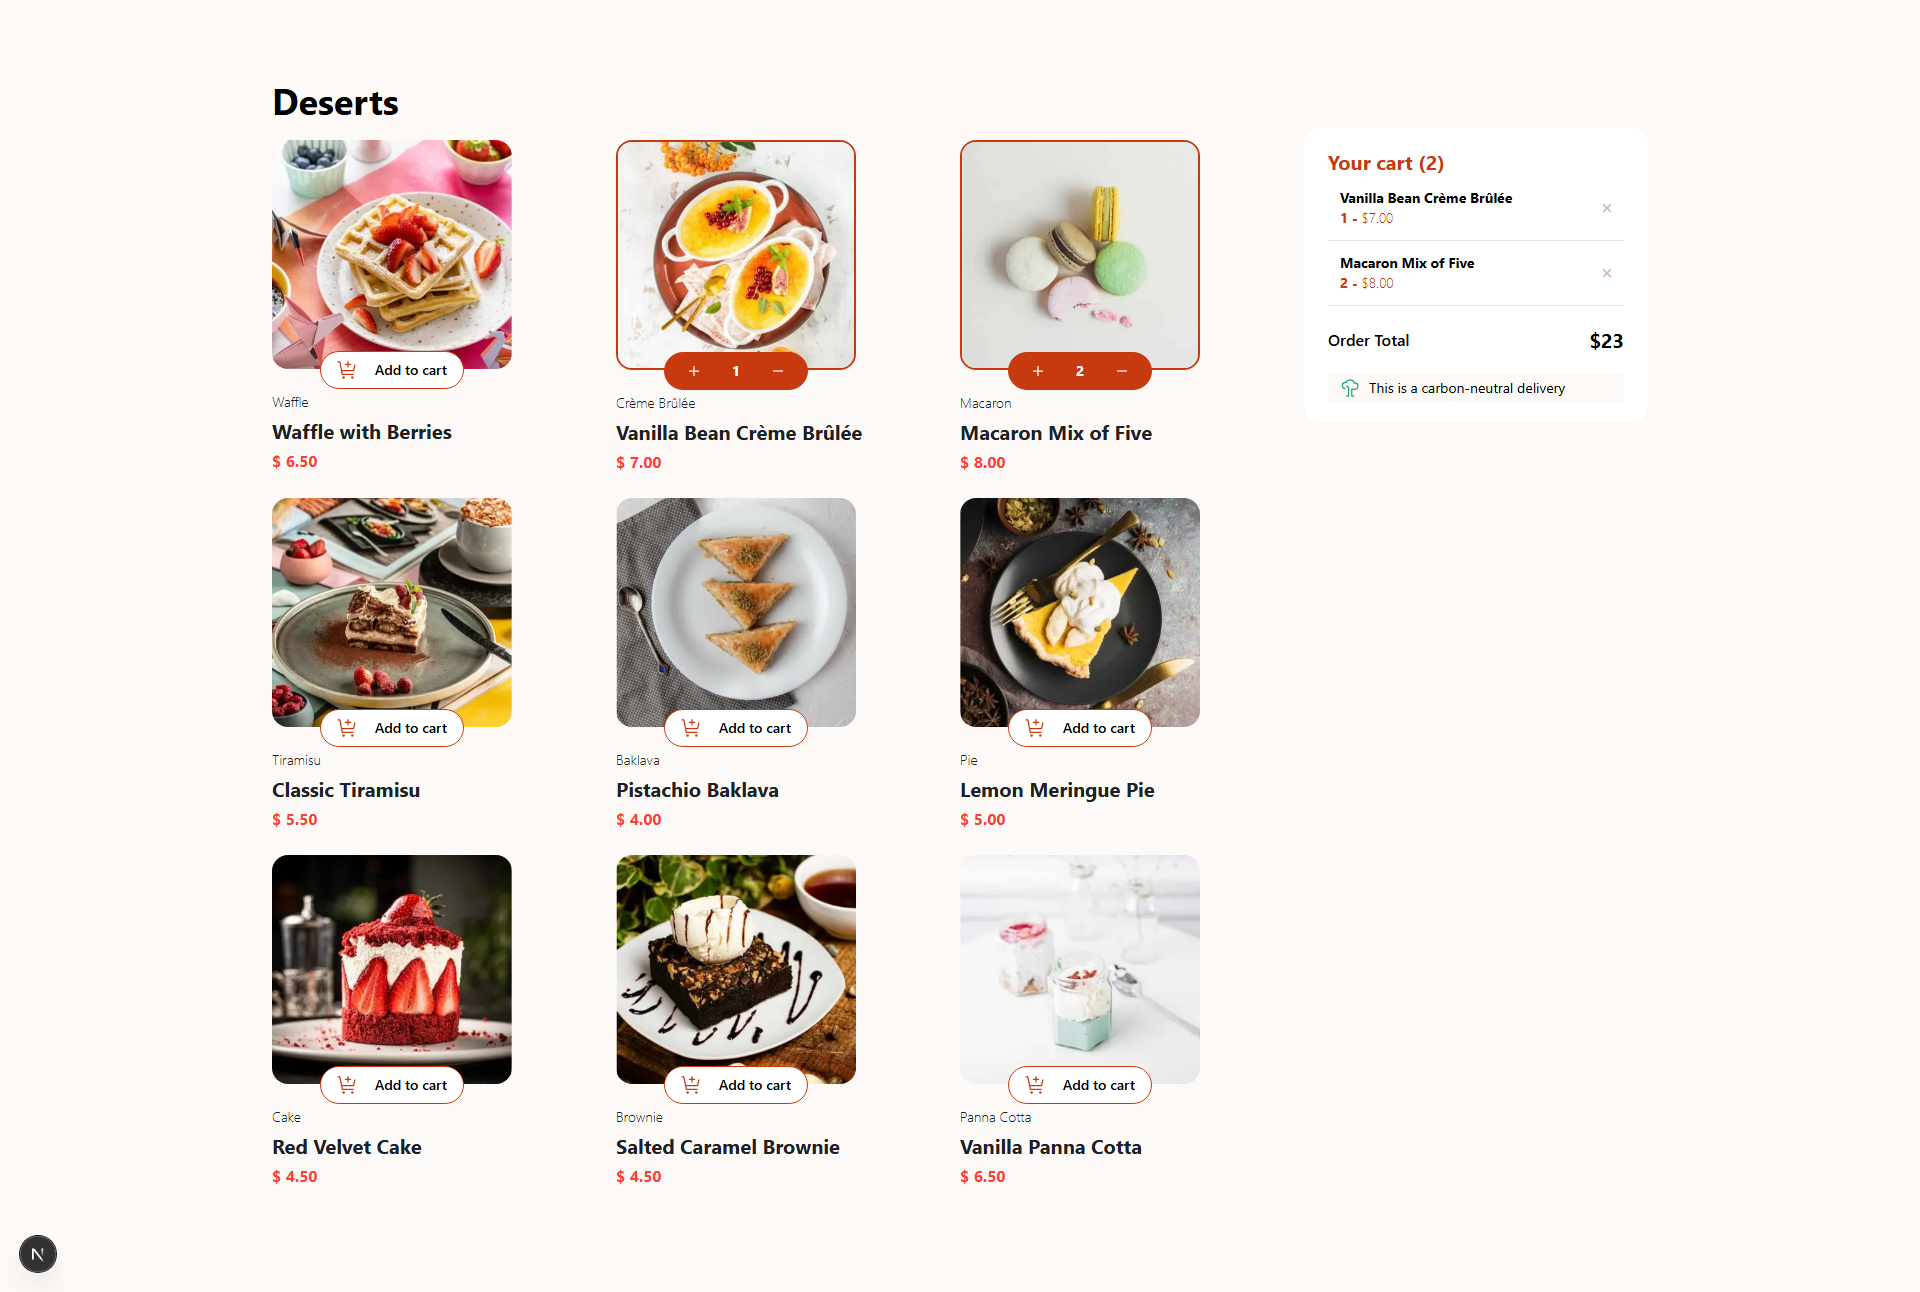 Deserts
Add to cart
Waffle
Waffle with Berries
$ 6.50
1
Crème Brûlée
Vanilla Bean Crème Brûlée
$ 7.00
2
Macaron
Macaron Mix of Five
$ 8.00
Add to cart
Tiramisu
Classic Tiramisu
$ 5.50
Add to cart
Baklava
Pistachio Baklava
$ 4.00
Add to cart
Pie
Lemon Meringue Pie
$ 5.00
Add to cart
Cake
Red Velvet Cake
$ 4.50
Add to cart
Brownie
Salted Caramel Brownie
$ 4.50
Add to cart
Panna Cotta
Vanilla Panna Cotta
$ 6.50
Your cart (2)
Vanilla Bean Crème Brûlée
1 - $7.00
Macaron Mix of Five
2 - $8.00
Order Total $23
This is a carbon-neutral delivery
N